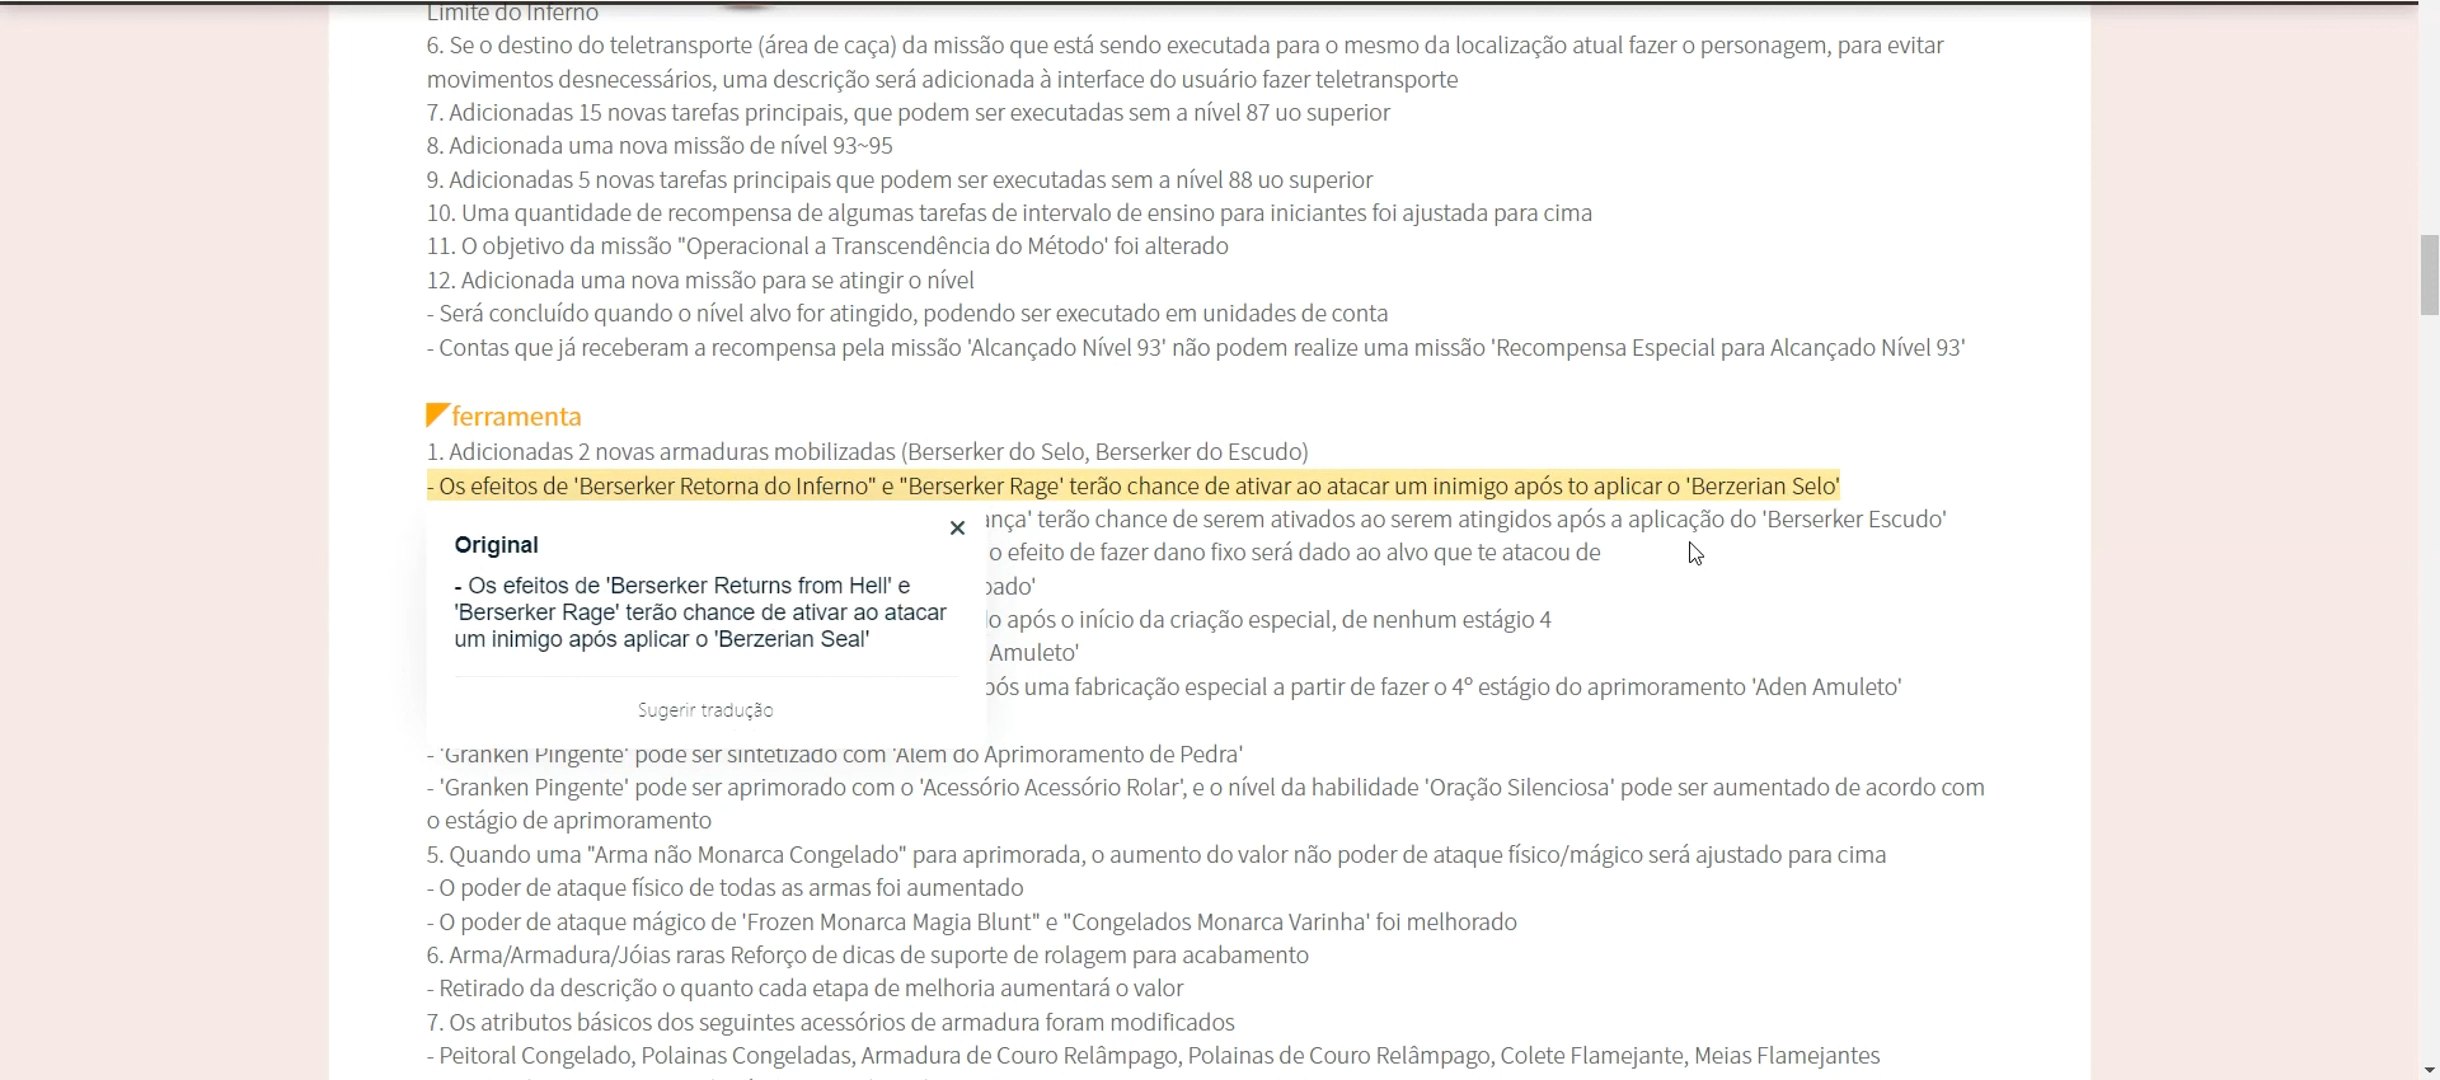 Limite do Inferno
6. Se o destino do teletransporte (área de caça) da missão que está sendo executada para o mesmo da localização atual fazer o personagem, para evitar
movimentos desnecessários, uma descrição será adicionada à interface do usuário fazer teletransporte
7. Adicionadas 15 novas tarefas principais, que podem ser executadas sem a nível 87 uo superior
8. Adicionada uma nova missão de nível 93~95
9. Adicionadas 5 novas tarefas principais que podem ser executadas sem a nível 88 uo superior
10. Uma quantidade de recompensa de algumas tarefas de intervalo de ensino para iniciantes foi ajustada para cima
11. O objetivo da missão "Operacional a Transcendência do Método' foi alterado
12. Adicionada uma nova missão para se atingir o nível
- Será concluído quando o nível alvo for atingido, podendo ser executado em unidades de conta
- Contas que já receberam a recompensa pela missão 'Alcançado Nível 93' não podem realize uma missão 'Recompensa Especial para Alcançado Nível 93'
ferramenta
1. Adicionadas 2 novas armaduras mobilizadas (Berserker do Selo, Berserker do Escudo)
- Os efeitos de 'Berserker Retorna do Inferno" e "Berserker Rage' terão chance de ativar ao atacar um inimigo após to aplicar o 'Berzerian Selo'
ança' terão chance de serem ativados ao serem atingidos após a aplicação do 'Berserker Escudo'
o efeito de fazer dano fixo será dado ao alvo que te atacou de
oado'
lo após o início da criação especial, de nenhum estágio 4
Amuleto'
pós uma fabricação especial a partir de fazer o 4º estágio do aprimoramento 'Aden Amuleto'
Original
- Os efeitos de 'Berserker Returns from Hell' e
'Berserker Rage' terão chance de ativar ao atacar
um inimigo após aplicar o 'Berzerian Seal'
Sugerir tradução
- 'Granken Pingente' pode ser sintetizado com 'Além do Aprimoramento de Pedra'
- 'Granken Pingente' pode ser aprimorado com o 'Acessório Acessório Rolar', e o nível da habilidade 'Oração Silenciosa' pode ser aumentado de acordo com
o estágio de aprimoramento
5. Quando uma "Arma não Monarca Congelado" para aprimorada, o aumento do valor não poder de ataque físico/mágico será ajustado para cima
- O poder de ataque físico de todas as armas foi aumentado
- O poder de ataque mágico de 'Frozen Monarca Magia Blunt" e "Congelados Monarca Varinha' foi melhorado
6. Arma/Armadura/Jóias raras Reforço de dicas de suporte de rolagem para acabamento
- Retirado da descrição o quanto cada etapa de melhoria aumentará o valor
7. Os atributos básicos dos seguintes acessórios de armadura foram modificados
- Peitoral Congelado, Polainas Congeladas, Armadura de Couro Relâmpago, Polainas de Couro Relâmpago, Colete Flamejante, Meias Flamejantes